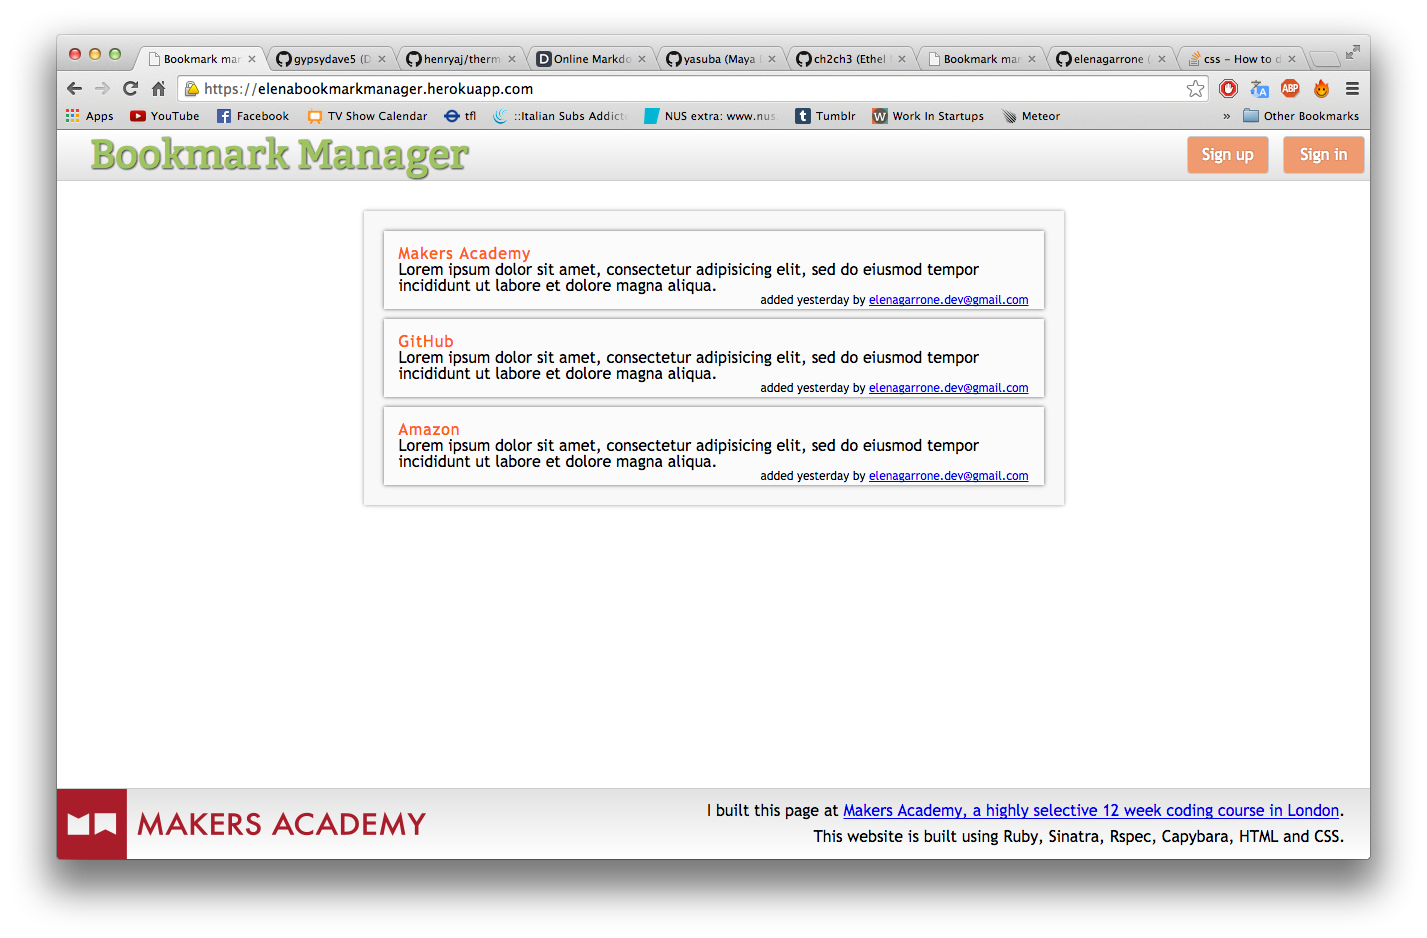 Bookmark mar
gypsydave5 (D
henryaj/therm
Online Markdo
yasuba (Maya
ch2ch3 (Ethel
Bookmark mar
elenagarrone (
css - How to d
https://elenabookmarkmanager.herokuapp.com
ABP
Apps
YouTube
Facebook
TV Show Calendar
tfl
::Italian Subs Addict
NUS extra: www.nus.
Tumblr
Work In Startups
Meteor
»
Other Bookmarks
Bookmark Manager
Sign up
Sign in
Makers Academy
Lorem ipsum dolor sit amet, consectetur adipisicing elit, sed do eiusmod tempor
incididunt ut labore et dolore magna aliqua.
added yesterday by elenagarrone.dev@gmail.com
GitHub
Lorem ipsum dolor sit amet, consectetur adipisicing elit, sed do eiusmod tempor
incididunt ut labore et dolore magna aliqua.
added yesterday by elenagarrone.dev@gmail.com
Amazon
Lorem ipsum dolor sit amet, consectetur adipisicing elit, sed do eiusmod tempor
incididunt ut labore et dolore magna aliqua.
added yesterday by elenagarrone.dev@gmail.com
MAKERS ACADEMY
I built this page at Makers Academy, a highly selective 12 week coding course in London.
This website is built using Ruby, Sinatra, Rspec, Capybara, HTML and CSS.